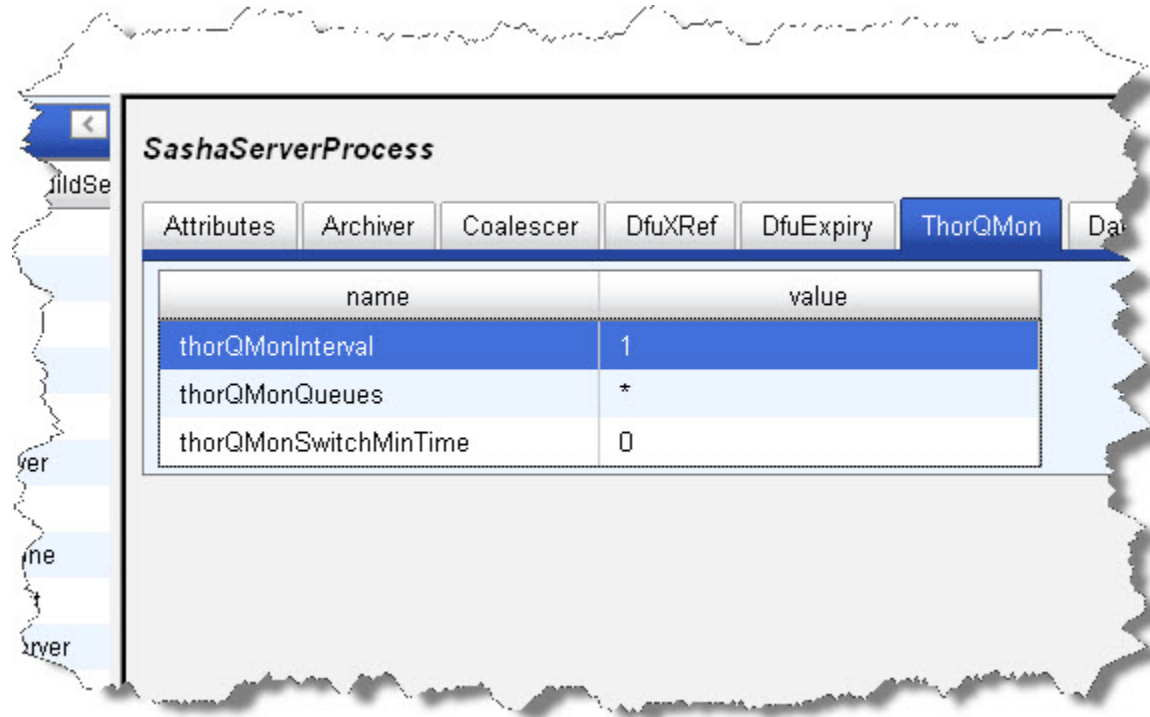 SashaServerProcess
Attributes Archiver Coalescer DfuXRef DfuExpiry ThorQMon
name value
thorQMonInterval 1
thorQMonQueues *
thorQMonSwitchMinTime 0